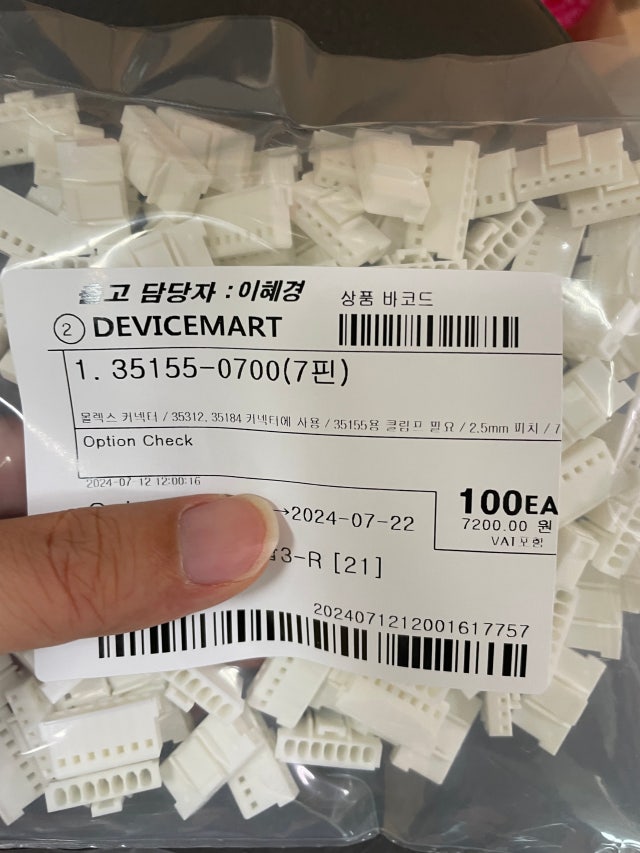 출고 담당자 : 이혜경
상품 바코드
② DEVICEMART
1. 35155-0700(7핀)
몰렉스 커넥터 / 35312, 35184 커넥터에 사용 / 35155용 클림프 필요 / 2.5mm 피치 / 7
Option Check
2024-07-12 12:00:16
→2024-07-22
100EA
7200.00 원
VAT포함
3-R [21]
2024071212001617757